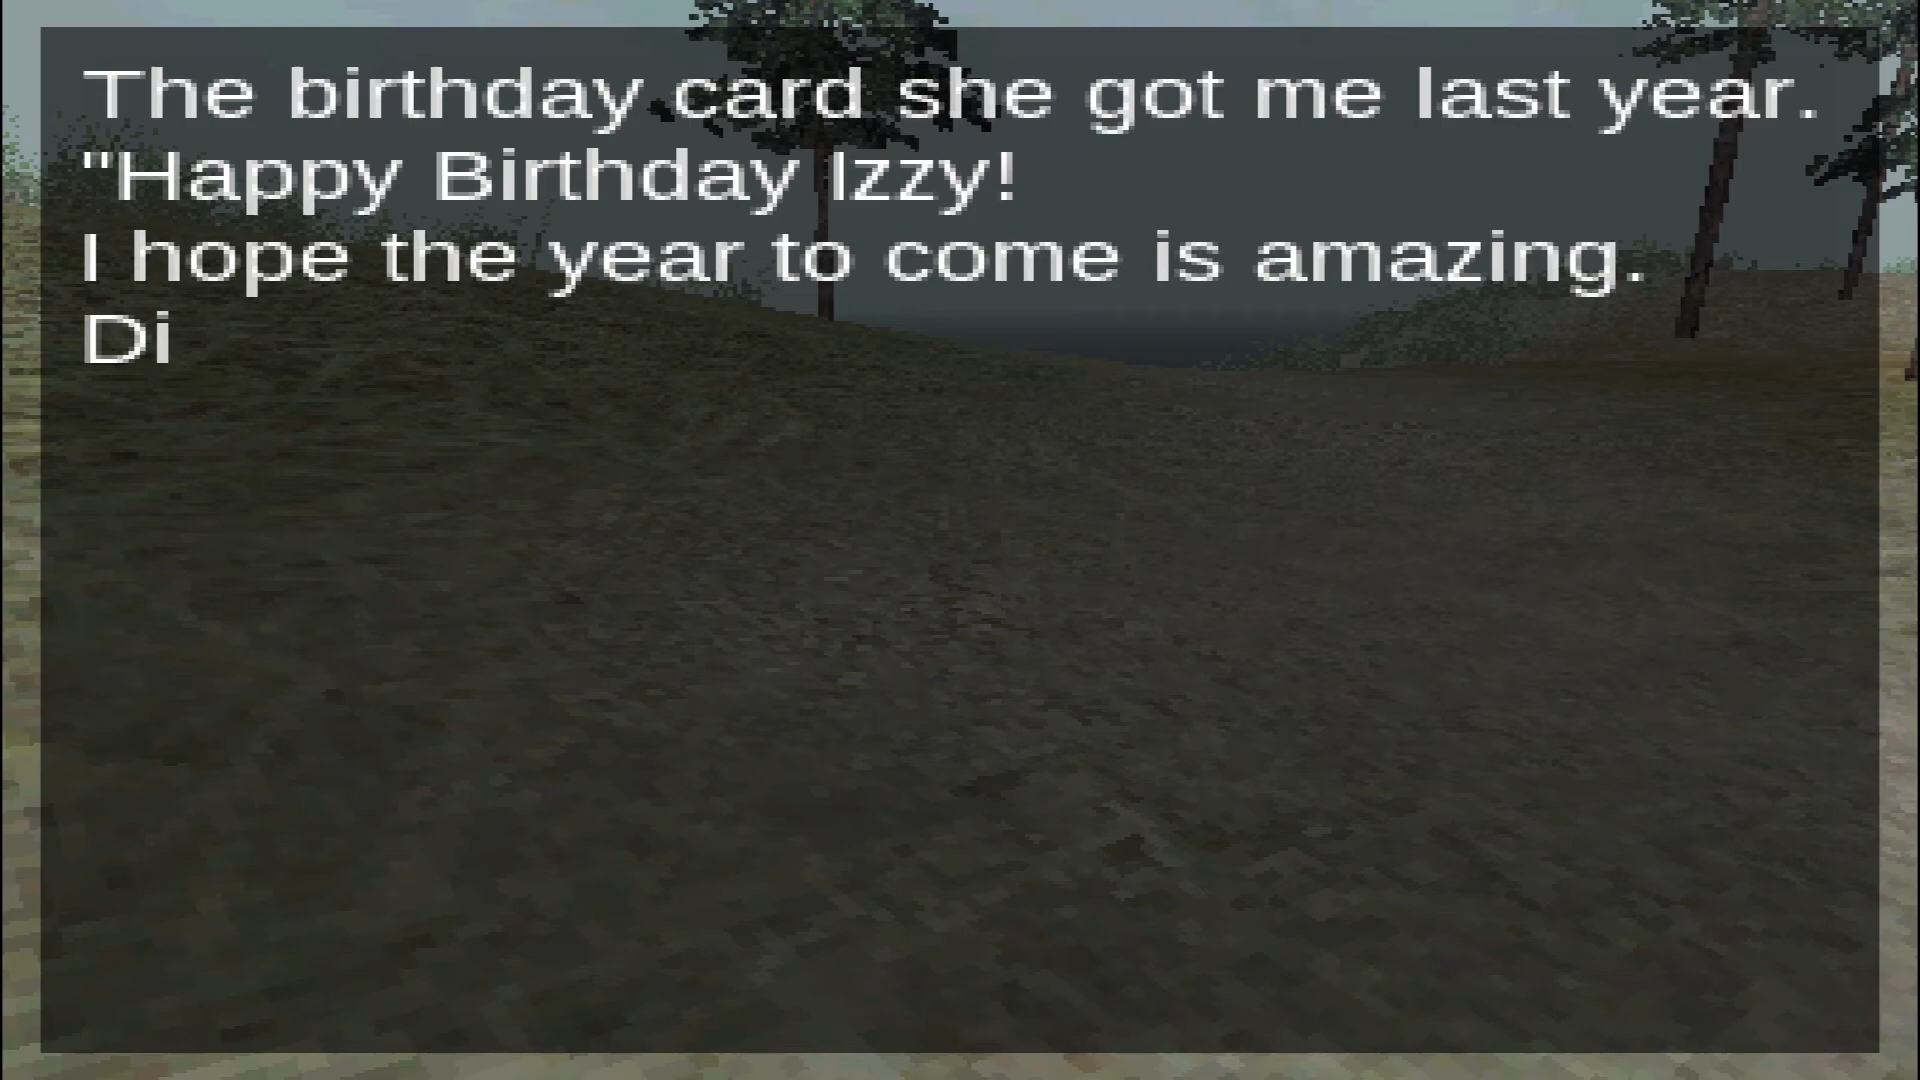 The birthday card she got me last year.
"Happy Birthday Izzy!
I hope the year to come is amazing.
Di